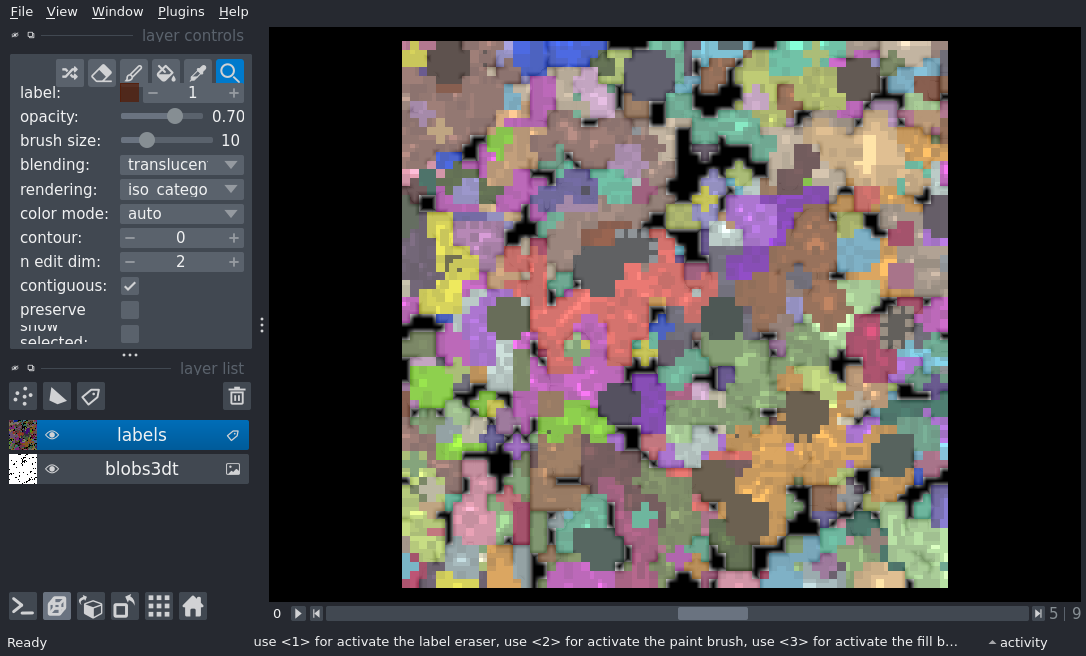 File View Window Plugins Help
layer controls
label: 1
opacity: 0.70
brush size: 10
blending: translucen
rendering: iso_catego
color mode: auto
contour: 0
n edit dim: 2
contiguous:
preserve
show
selected:
layer list
labels
blobs3dt
0 5 | 9
Ready use <1> for activate the label eraser, use <2> for activate the paint brush, use <3> for activate the fill b... activity